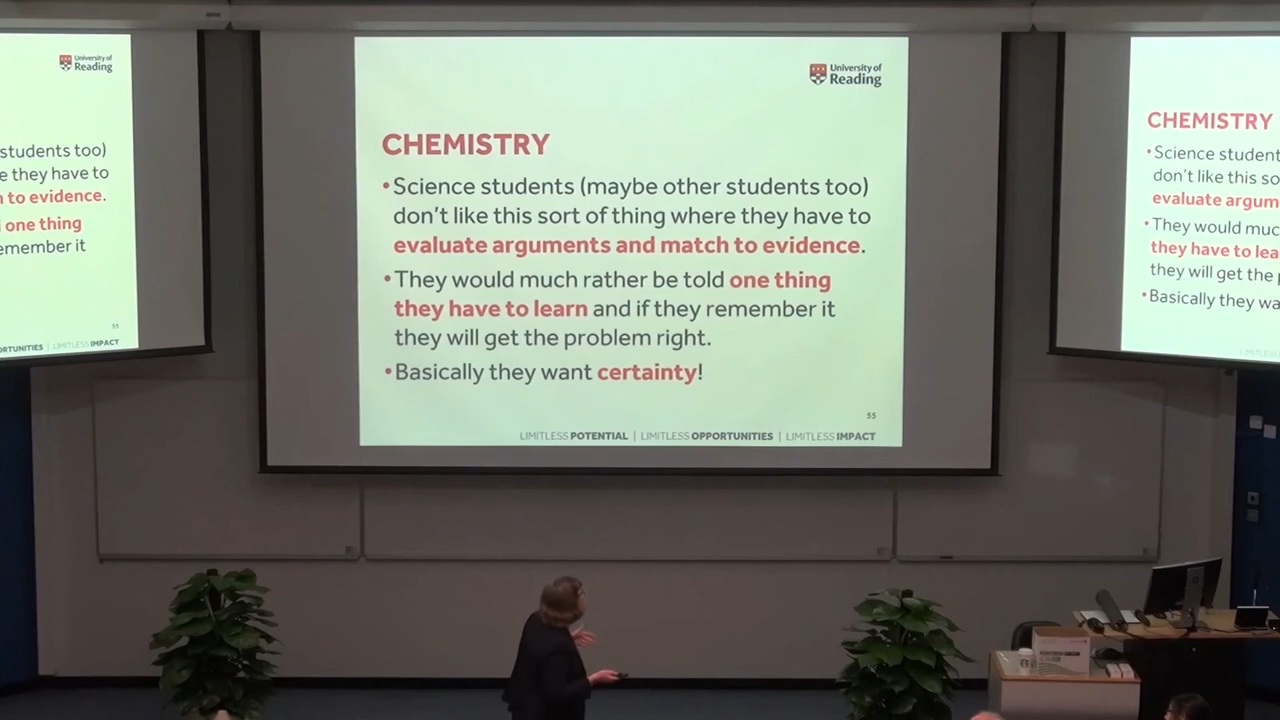 students too)
e they have to
to evidence.
one thing
emember it
55
ORTUNITIES | LIMITLESS IMPACT
University of
Reading
University of
Reading
CHEMISTRY
•Science students (maybe other students too)
don't like this sort of thing where they have to
evaluate arguments and match to evidence.
•They would much rather be told one thing
they have to learn and if they remember it
they will get the problem right.
•Basically they want certainty!
55
LIMITLESS POTENTIAL | LIMITLESS OPPORTUNITIES | LIMITLESS IMPACT
CHEMISTRY
•Science student
don't like this so
evaluate argum
•They would muc
they have to lea
they will get the
•Basically they wa